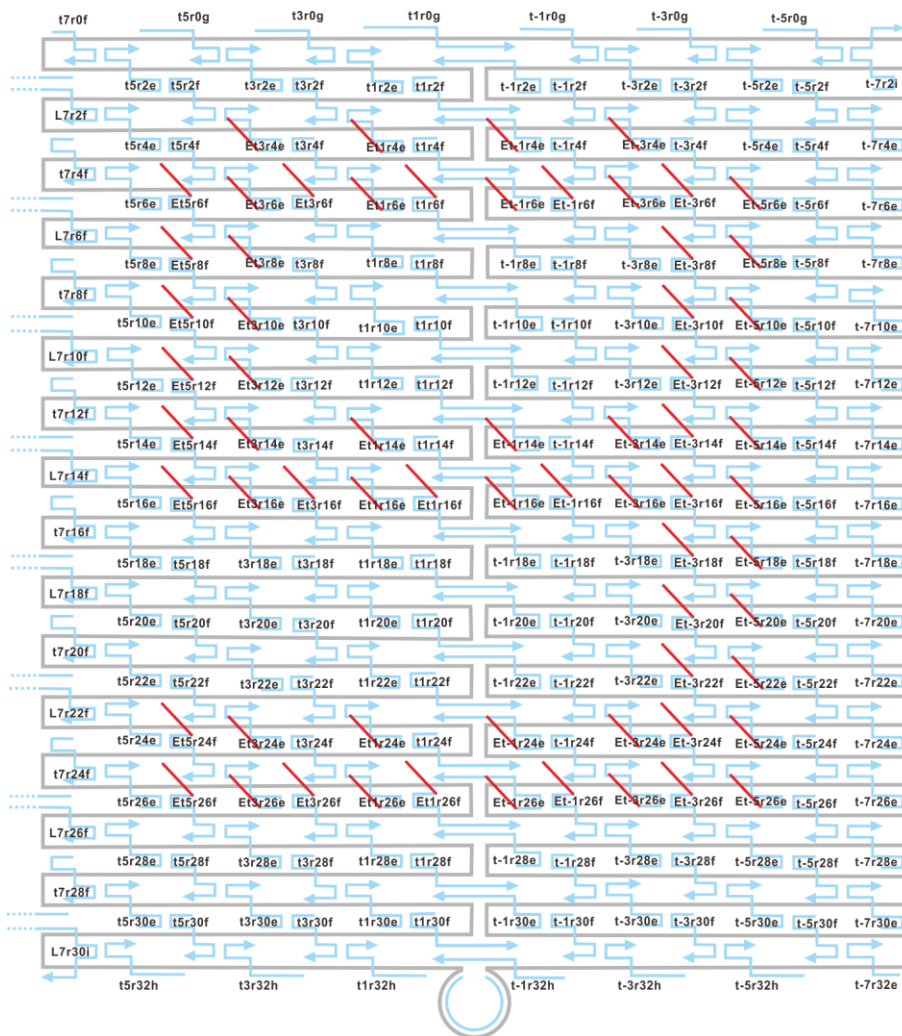 t7r0f t5r0g t3r0g t1r0g t-1r0g t-3r0g t-5r0g
t5r2e t5r2f t3r2e t3r2f t1r2e t1r2f t-1r2e t-1r2f t-3r2e t-3r2f t-5r2e t-5r2f t-7r2i
L7r2f
t5r4e t5r4f Et3r4e t3r4f Et1r4e t1r4f Et-1r4e t-1r4f Et-3r4e t-3r4f t-5r4e t-5r4f t-7r4e
t7r4f
t5r6e Et5r6f Et3r6e Et3r6f Et1r6e t1r6f Et-1r6e Et-1r6f Et-3r6e Et-3r6f Et-5r6e t-5r6f t-7r6e
L7r6f
t5r8e Et5r8f Et3r8e t3r8f t1r8e t1r8f t-1r8e t-1r8f t-3r8e Et-3r8f Et-5r8e t-5r8f t-7r8e
t7r8f
t5r10e Et5r10f Et3r10e t3r10f t1r10e t1r10f t-1r10e t-1r10f t-3r10e Et-3r10f Et-5r10e t-5r10f t-7r10e
L7r10f
t5r12e Et5r12f Et3r12e t3r12f t1r12e t1r12f t-1r12e t-1r12f t-3r12e Et-3r12f Et-5r12e t-5r12f t-7r12e
t7r12f
t5r14e Et5r14f Et3r14e t3r14f Et1r14e t1r14f Et-1r14e t-1r14f Et-3r14e Et-3r14f Et-5r14e t-5r14f t-7r14e
L7r14f
t5r16e Et5r16f Et3r16e Et3r16f Et1r16e Et1r16f Et-1r16e Et-1r16f Et-3r16e Et-3r16f Et-5r16e t-5r16f t-7r16e
t7r16f
t5r18e t5r18f t3r18e t3r18f t1r18e t1r18f t-1r18e t-1r18f t-3r18e Et-3r18f Et-5r18e t-5r18f t-7r18e
L7r18f
t5r20e t5r20f t3r20e t3r20f t1r20e t1r20f t-1r20e t-1r20f t-3r20e Et-3r20f Et-5r20e t-5r20f t-7r20e
t7r20f
t5r22e t5r22f t3r22e t3r22f t1r22e t1r22f t-1r22e t-1r22f t-3r22e Et-3r22f Et-5r22e t-5r22f t-7r22e
L7r22f
t5r24e Et5r24f Et3r24e t3r24f Et1r24e t1r24f Et-1r24e t-1r24f Et-3r24e Et-3r24f Et-5r24e t-5r24f t-7r24e
t7r24f
t5r26e Et5r26f Et3r26e Et3r26f Et1r26e Et1r26f Et-1r26e Et-1r26f Et-3r26e Et-3r26f Et-5r26e t-5r26f t-7r26e
L7r26f
t5r28e t5r28f t3r28e t3r28f t1r28e t1r28f t-1r28e t-1r28f t-3r28e t-3r28f t-5r28e t-5r28f t-7r28e
t7r28f
t5r30e t5r30f t3r30e t3r30f t1r30e t1r30f t-1r30e t-1r30f t-3r30e t-3r30f t-5r30e t-5r30f t-7r30e
L7r30i
t5r32h t3r32h t1r32h t-1r32h t-3r32h t-5r32h t-7r32e